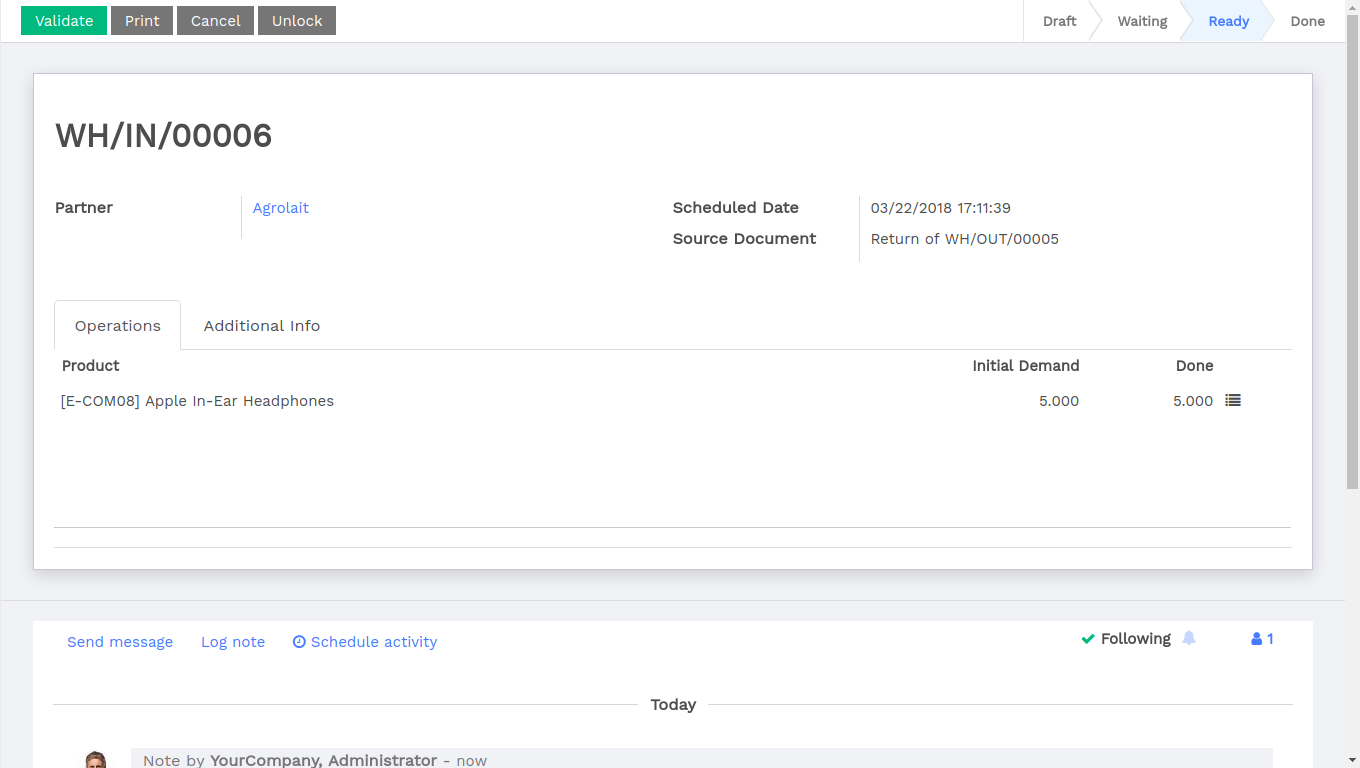 Validate Print Cancel Unlock Draft Waiting Ready Done
WH/IN/00006
Partner Agrolait Scheduled Date 03/22/2018 17:11:39
Source Document Return of WH/OUT/00005
Operations Additional Info
Product Initial Demand Done
[E-COM08] Apple In-Ear Headphones 5.000 5.000
Send message Log note Schedule activity Following 1
Today
Note by YourCompany, Administrator - now